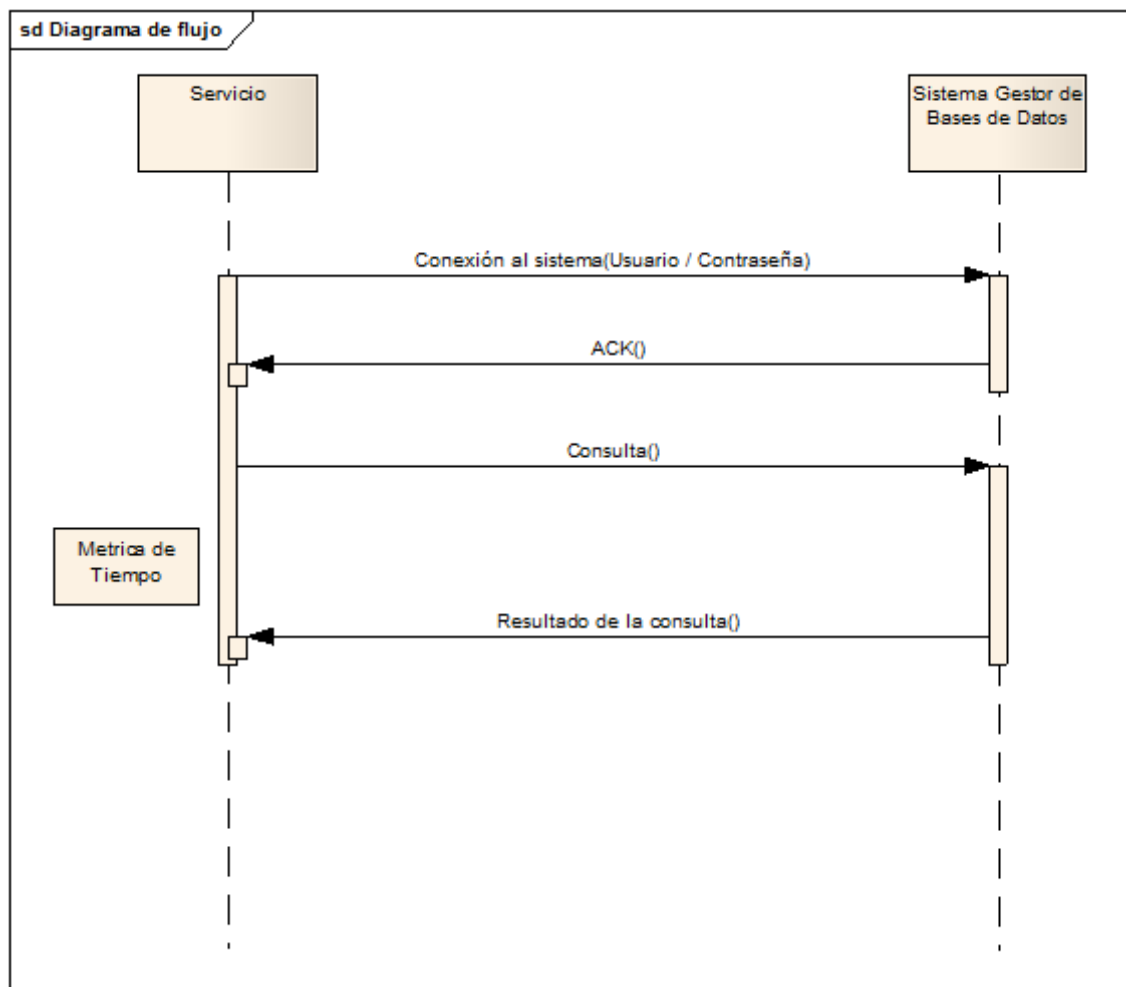 sd Diagrama de flujo
Servicio
Sistema Gestor de
Bases de Datos
Conexión al sistema(Usuario / Contraseña)
ACK()
Consulta()
Metrica de
Tiempo
Resultado de la consulta()